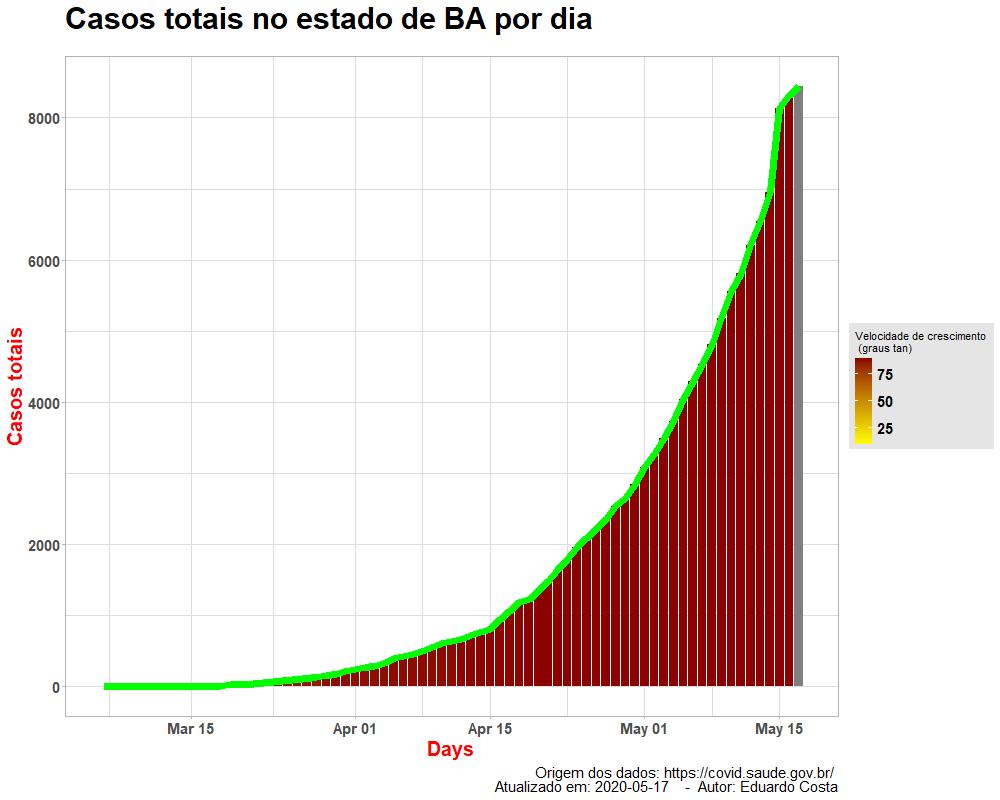 Casos totais no estado de BA por dia
8000
6000
4000
2000
0
Casos totais
Mar 15
Apr 01
Apr 15
May 01
May 15
Days
Velocidade de crescimento
(graus tan)
75
50
25
Origem dos dados: https://covid.saude.gov.br/
Atualizado em: 2020-05-17 - Autor: Eduardo Costa